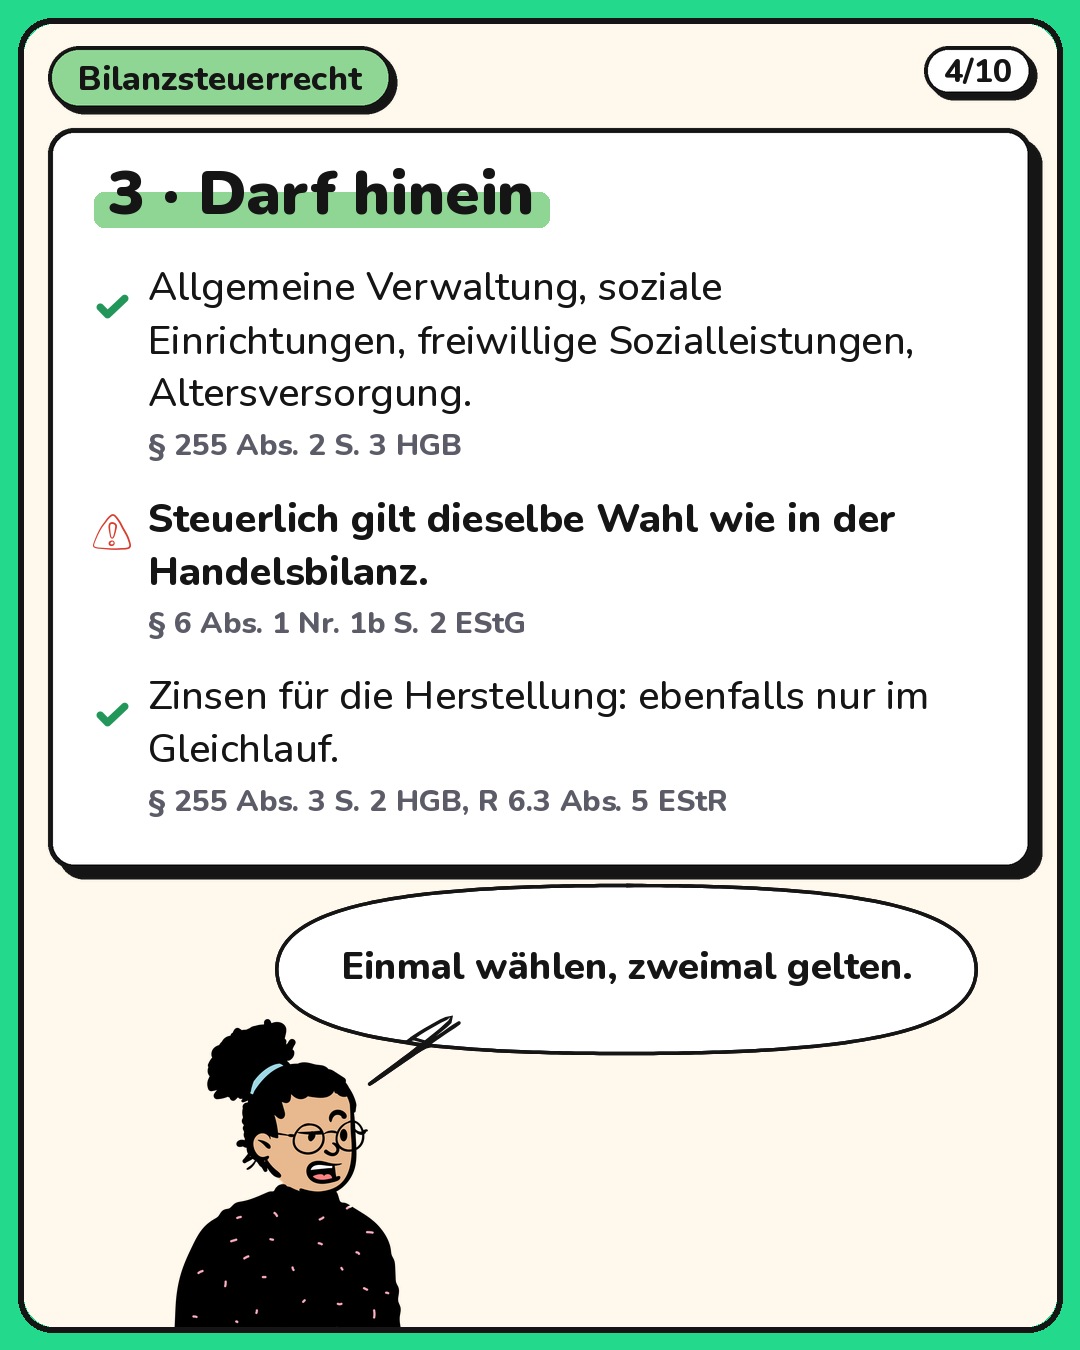 Bilanzsteuerrecht
4/10
3 · Darf hinein
Allgemeine Verwaltung, soziale
Einrichtungen, freiwillige Sozialleistungen,
Altersversorgung.
§ 255 Abs. 2 S. 3 HGB
Steuerlich gilt dieselbe Wahl wie in der
Handelsbilanz.
§ 6 Abs. 1 Nr. 1b S. 2 EStG
Zinsen für die Herstellung: ebenfalls nur im
Gleichlauf.
§ 255 Abs. 3 S. 2 HGB, R 6.3 Abs. 5 EStR
Einmal wählen, zweimal gelten.